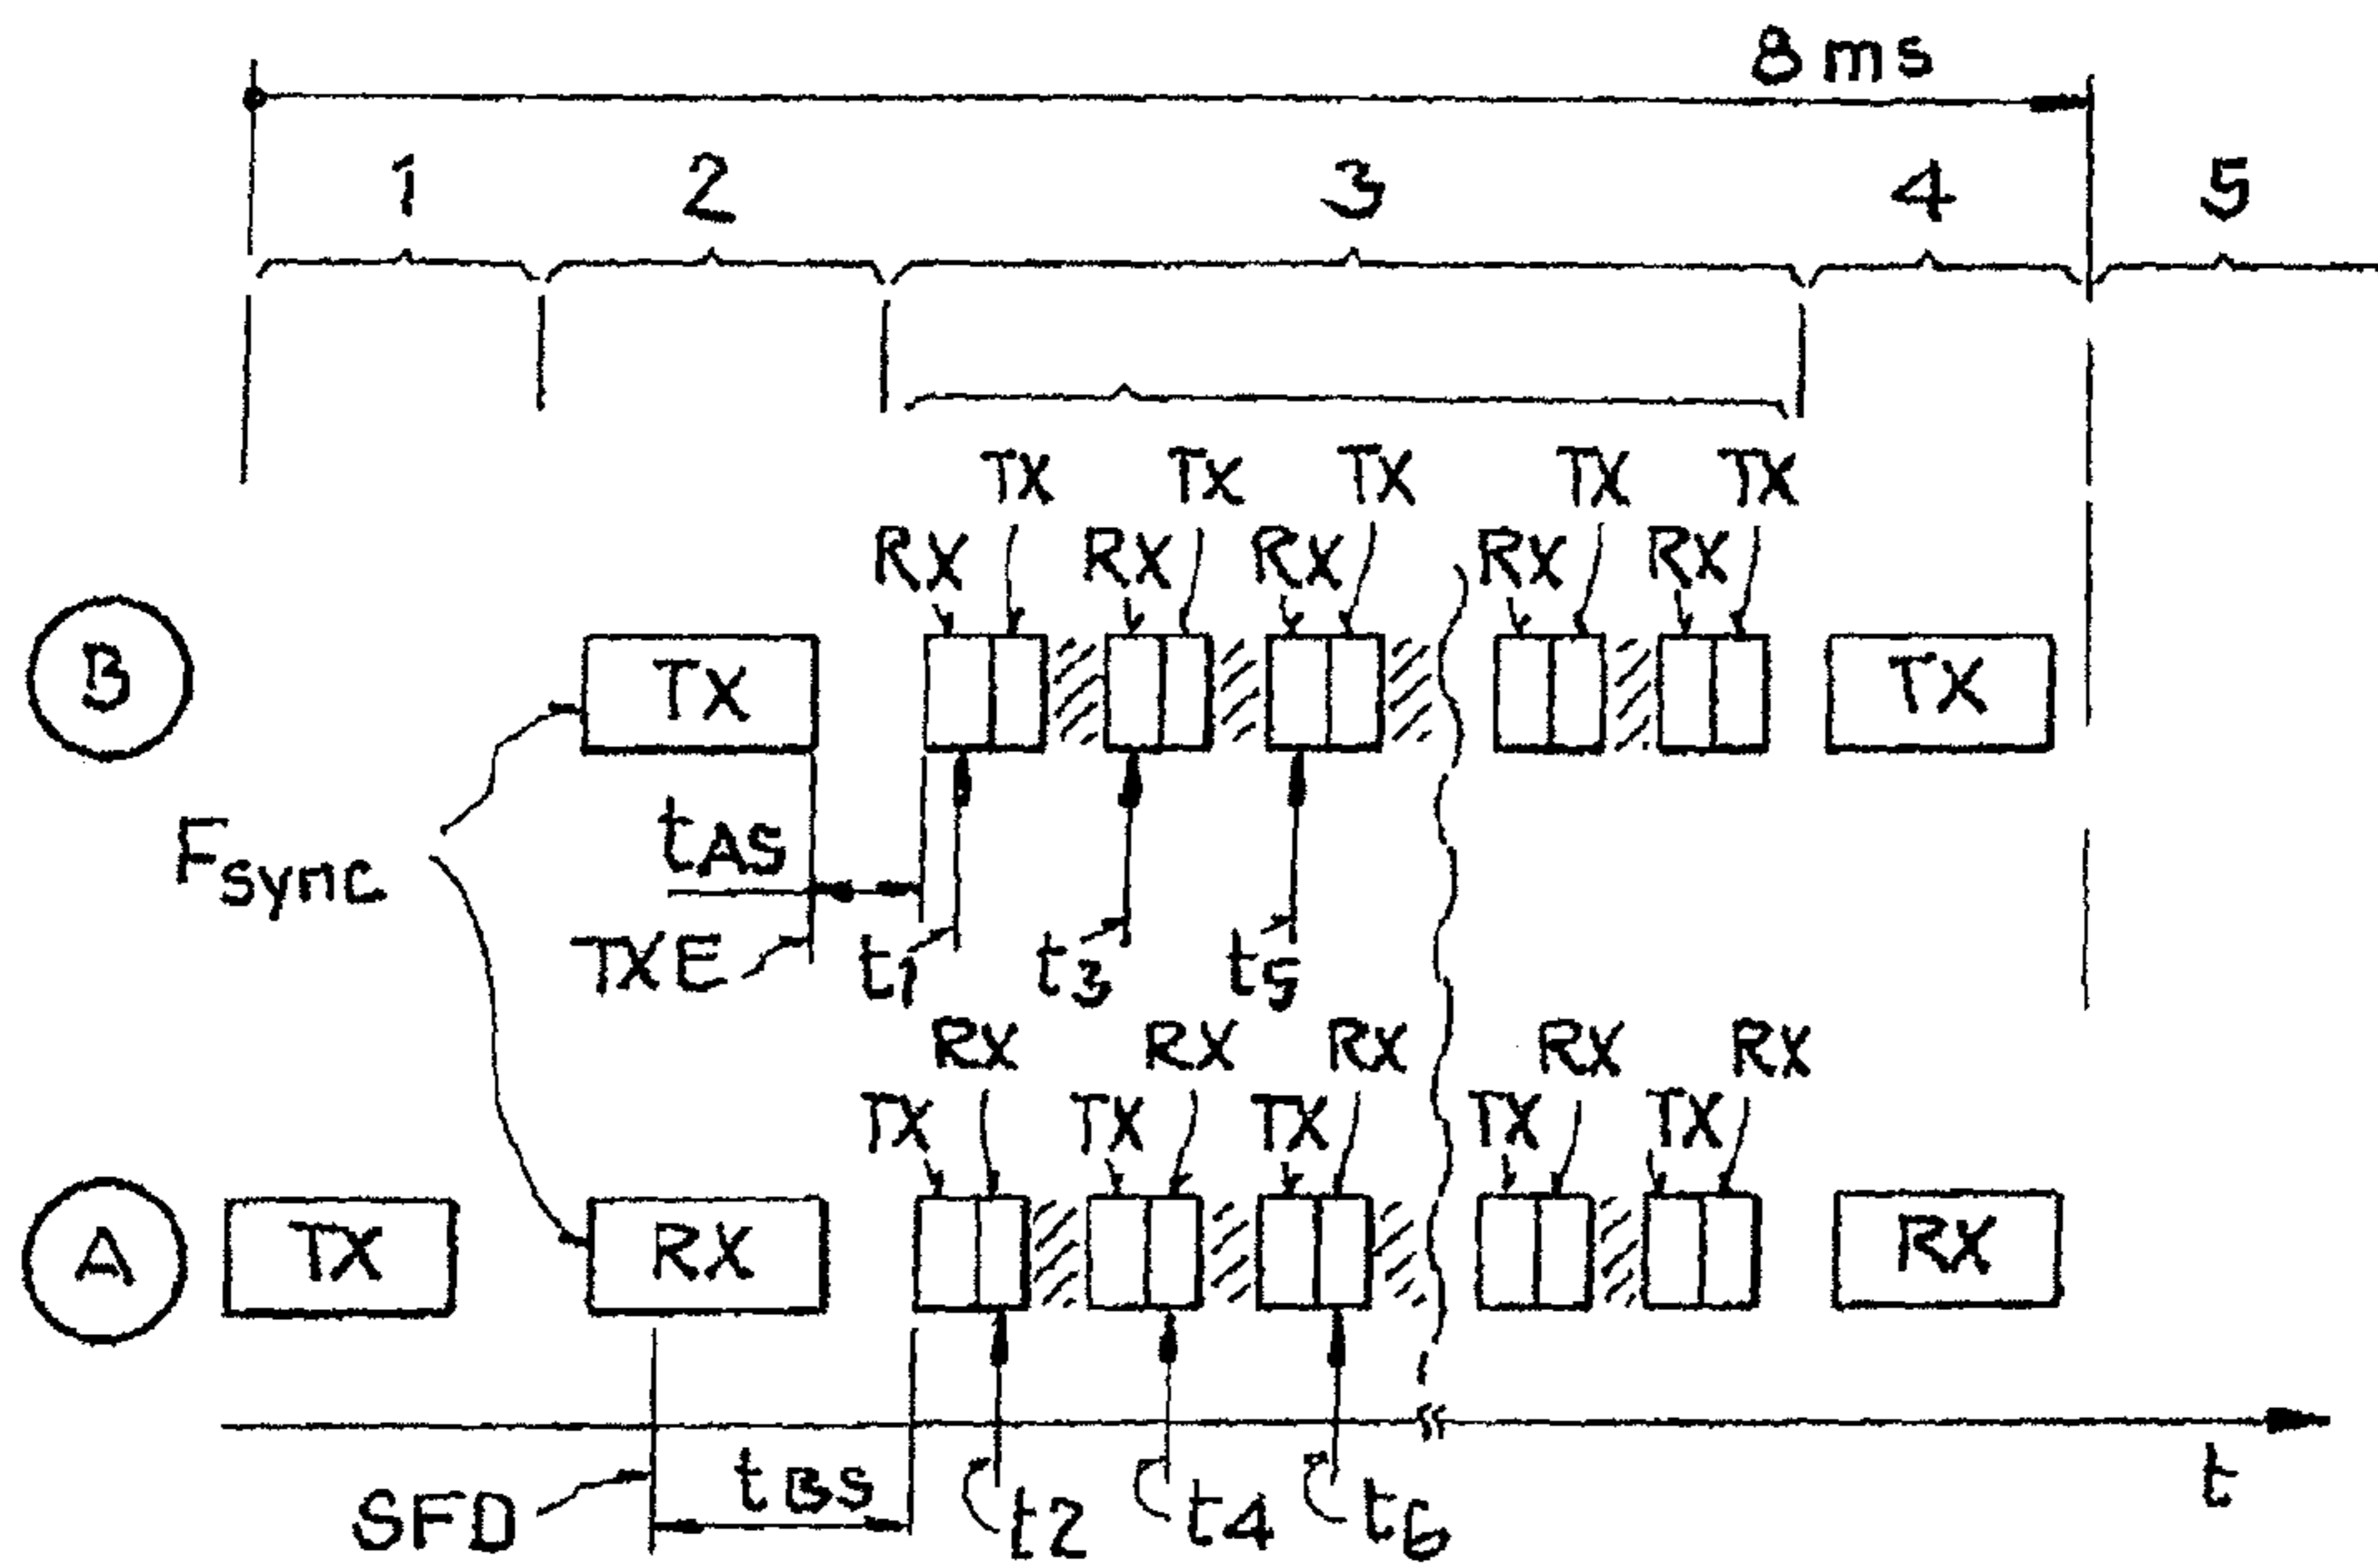 8 ms
1 2 3 4 5
TX TX TX TX TX
RX RX RX RX RX
B TX TX
tAS
Fsync
TXE t1 t3 t5
RX RX RX RX RX
TX TX TX TX TX
A TX RX RX
tBS t
SFD t2 t4 t6